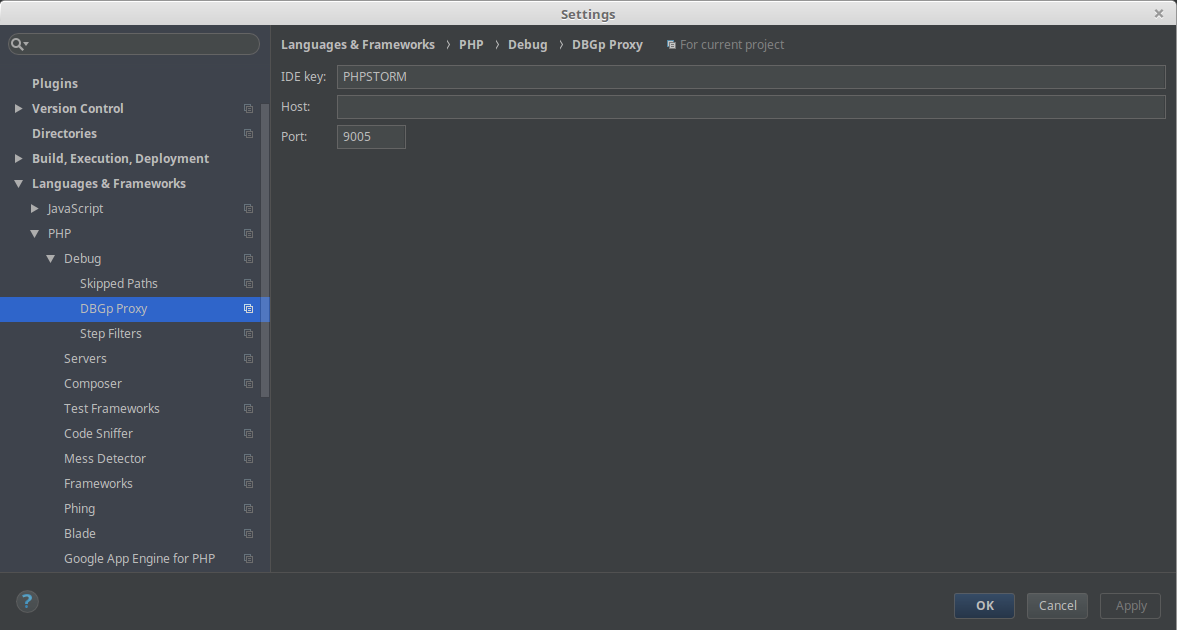 Settings
Languages & Frameworks › PHP › Debug › DBGp Proxy For current project
IDE key: PHPSTORM
Host:
Port: 9005
Plugins
Version Control
Directories
Build, Execution, Deployment
Languages & Frameworks
JavaScript
PHP
Debug
Skipped Paths
DBGp Proxy
Step Filters
Servers
Composer
Test Frameworks
Code Sniffer
Mess Detector
Frameworks
Phing
Blade
Google App Engine for PHP
?
OK Cancel Apply